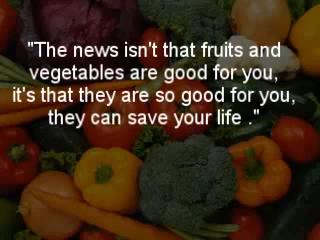 "The news isn't that fruits and
vegetables are good for you,
it's that they are so good for you,
they can save your life ."